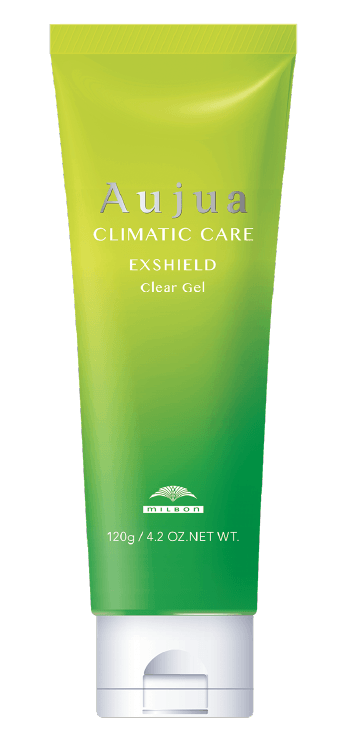 Aujua
CLIMATIC CARE
EXSHIELD
Clear Gel
MILBON
120g / 4.2 OZ.NET WT.